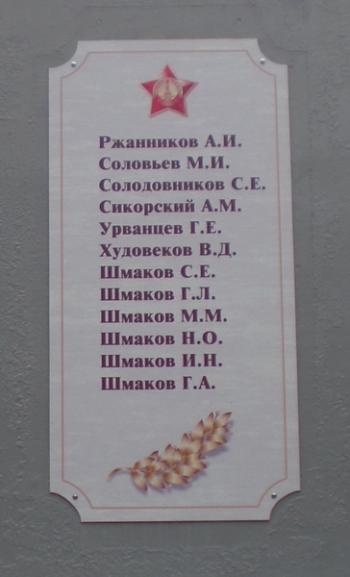 Ржанников А.И.
Соловьев М.И.
Солодовников С.Е.
Сикорский А.М.
Урванцев Г.Е.
Худовеков В.Д.
Шмаков С.Е.
Шмаков Г.Л.
Шмаков М.М.
Шмаков Н.О.
Шмаков И.Н.
Шмаков Г.А.